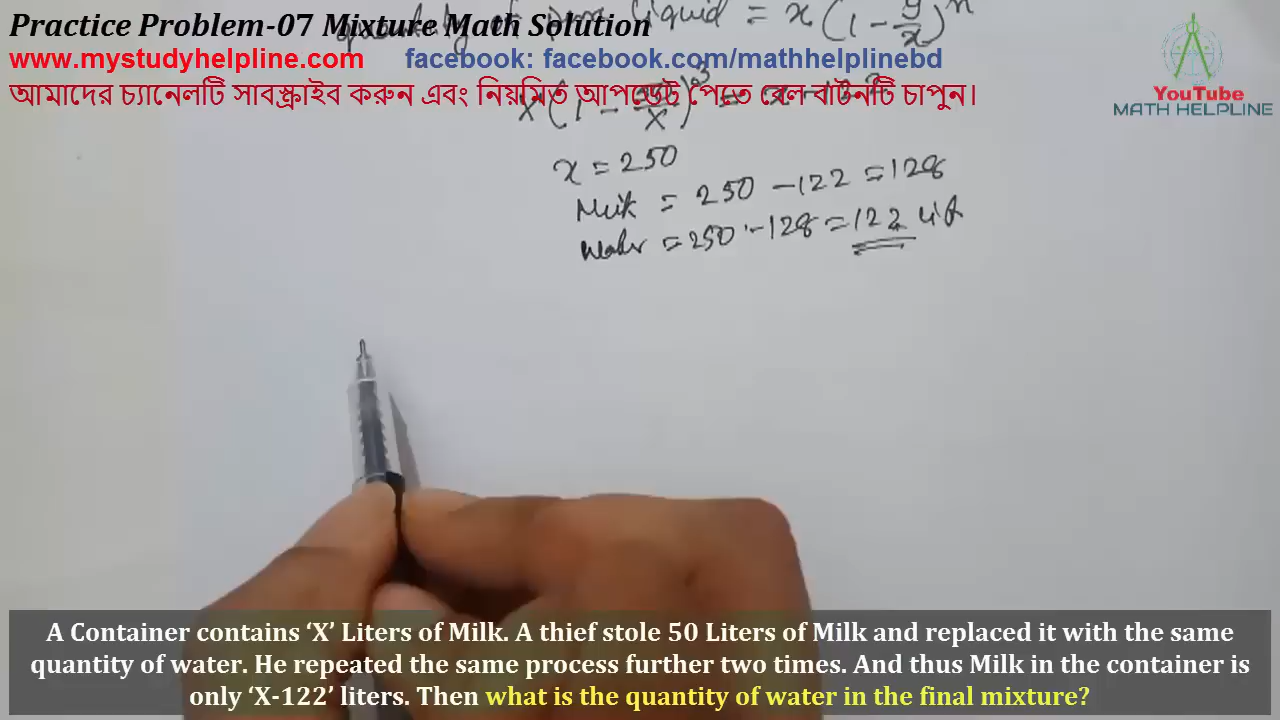 Practice Problem-07 Mixture Math Solution
liquid = x(1 - y/x)^n
www.mystudyhelpline.com facebook: facebook.com/mathhelplinebd
আমাদের চ্যানেলটি সাবস্ক্রাইব করুন এবং নিয়মিত আপডেট পেতে বেল বাটনটি চাপুন।
YouTube
MATH HELPLINE
x = 250
Milk = 250 - 122 = 128
Water = 250 - 128 = 122 lit
A Container contains ‘X’ Liters of Milk. A thief stole 50 Liters of Milk and replaced it with the same
quantity of water. He repeated the same process further two times. And thus Milk in the container is
only ‘X-122’ liters. Then what is the quantity of water in the final mixture?